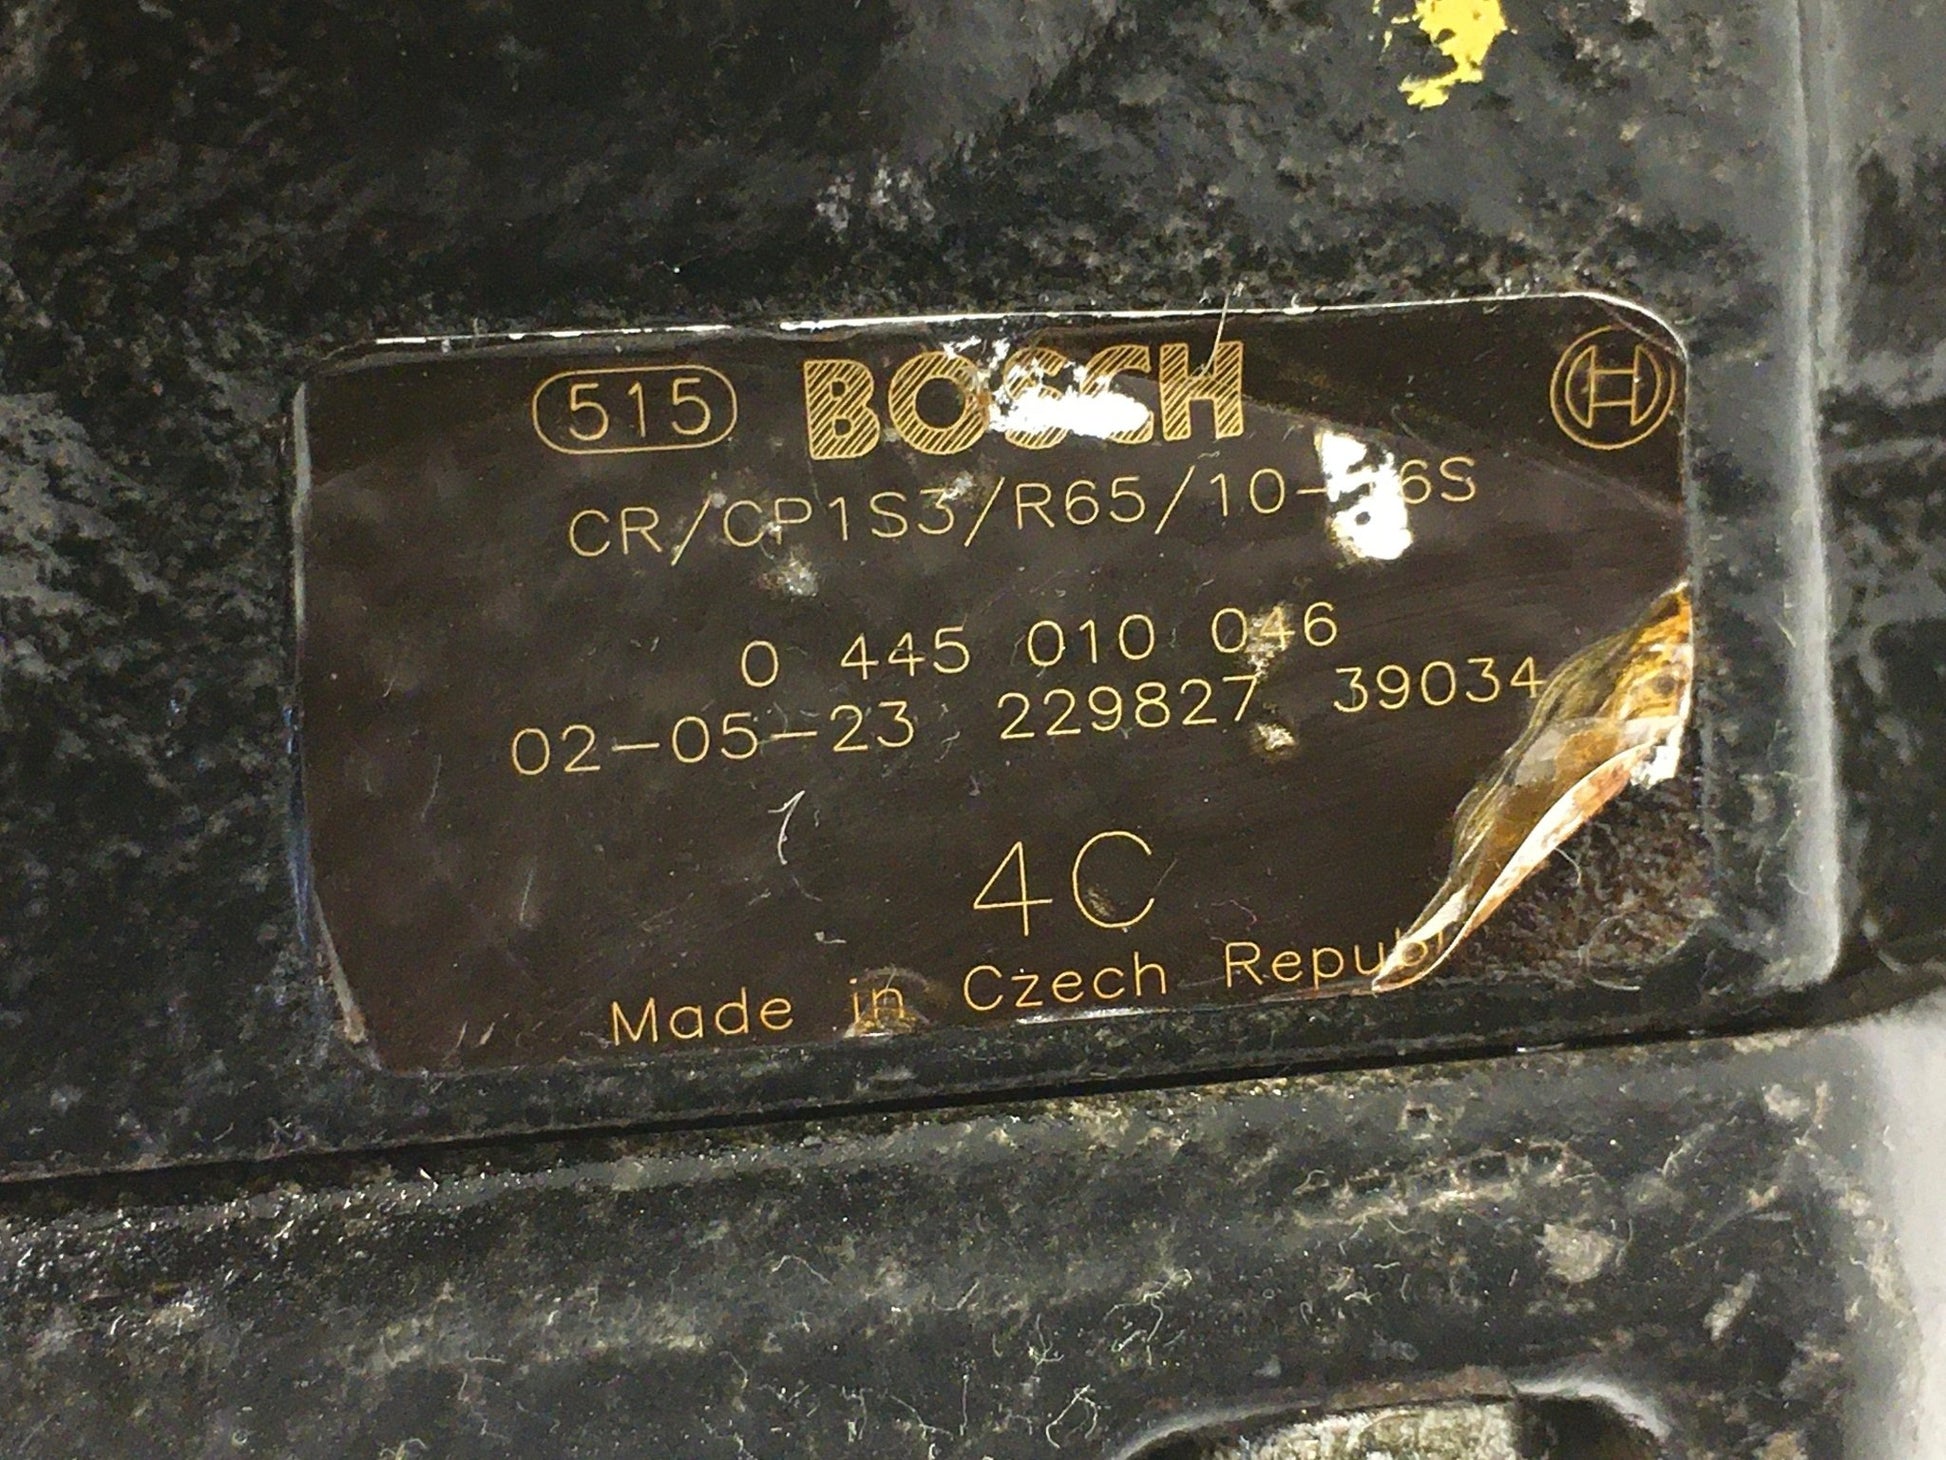 515 BOSCH
CR/CP1S3/R65/10-16S
0 445 010 046
02-05-23 229827 39034
4C
Made in Czech